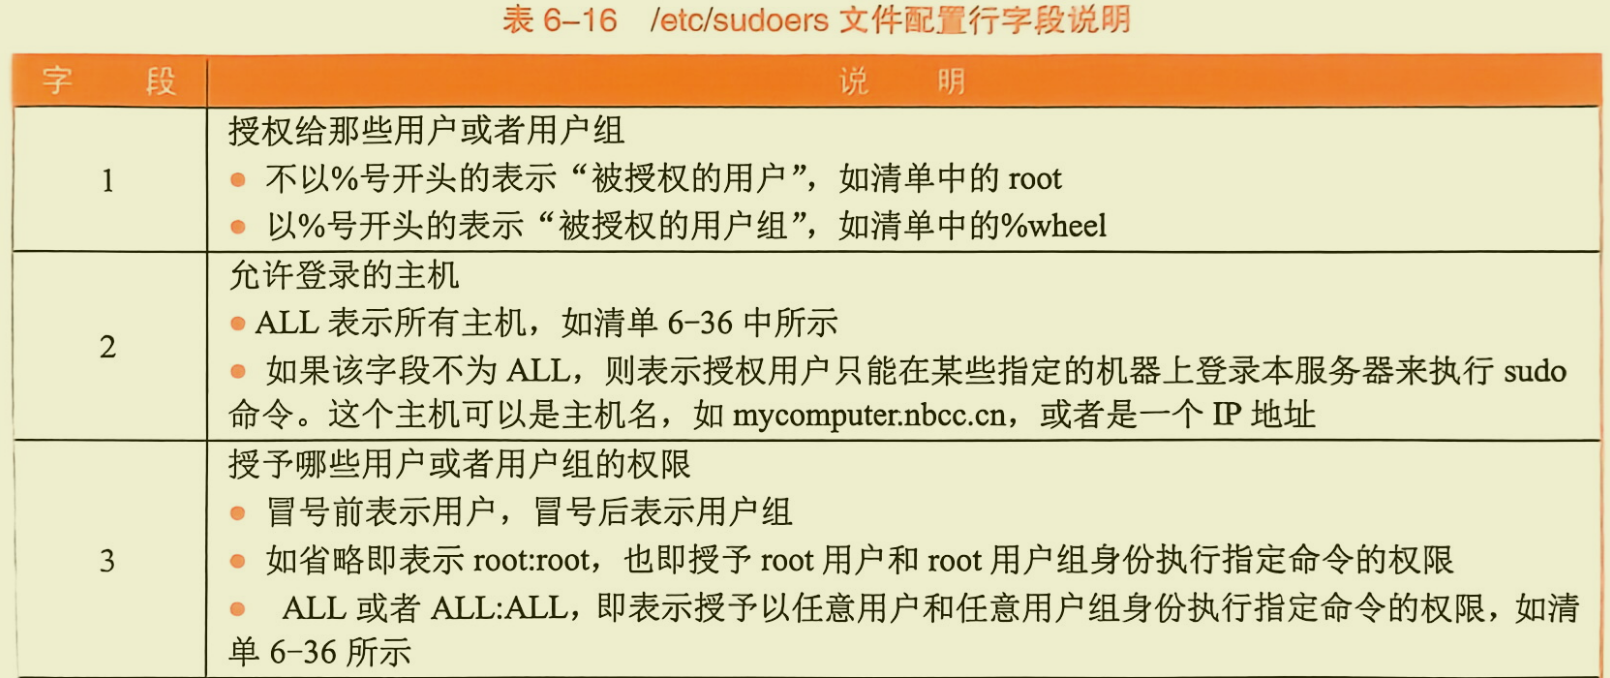 表 6-16 /etc/sudoers 文件配置行字段说明
字 段 说 明
1
授权给那些用户或者用户组
● 不以%号开头的表示“被授权的用户”，如清单中的 root
● 以%号开头的表示“被授权的用户组”，如清单中的%wheel
2
允许登录的主机
● ALL 表示所有主机，如清单 6-36 中所示
● 如果该字段不为 ALL，则表示授权用户只能在某些指定的机器上登录本服务器来执行 sudo
命令。这个主机可以是主机名，如 mycomputer.nbcc.cn，或者是一个 IP 地址
3
授予哪些用户或者用户组的权限
● 冒号前表示用户，冒号后表示用户组
● 如省略即表示 root:root，也即授予 root 用户和 root 用户组身份执行指定命令的权限
● ALL 或者 ALL:ALL，即表示授予以任意用户和任意用户组身份执行指定命令的权限，如清
单 6-36 所示